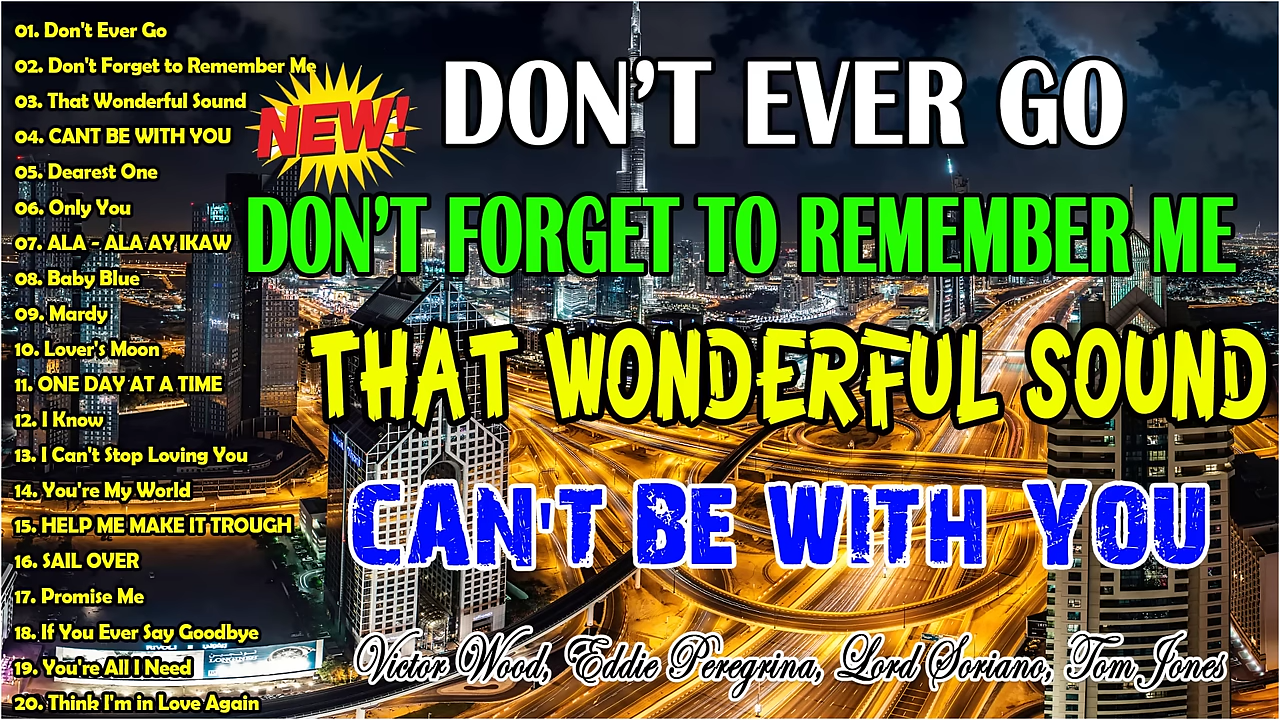 01. Don't Ever Go
02. Don't Forget to Remember Me
03. That Wonderful Sound
04. CANT BE WITH YOU
05. Dearest One
06. Only You
07. ALA - ALA AY IKAW
08. Baby Blue
09. Mardy
10. Lover's Moon
11. ONE DAY AT A TIME
12. I Know
13. I Can't Stop Loving You
14. You're My World
15. HELP ME MAKE IT TROUGH
16. SAIL OVER
17. Promise Me
18. If You Ever Say Goodbye
19. You're All I Need
20. Think I'm in Love Again
NEW!
DON'T EVER GO
DON'T FORGET TO REMEMBER ME
THAT WONDERFUL SOUND
CAN'T BE WITH YOU
Victor Wood, Eddie Peregrina, Lord Soriano, Tom Jones
LONGINES